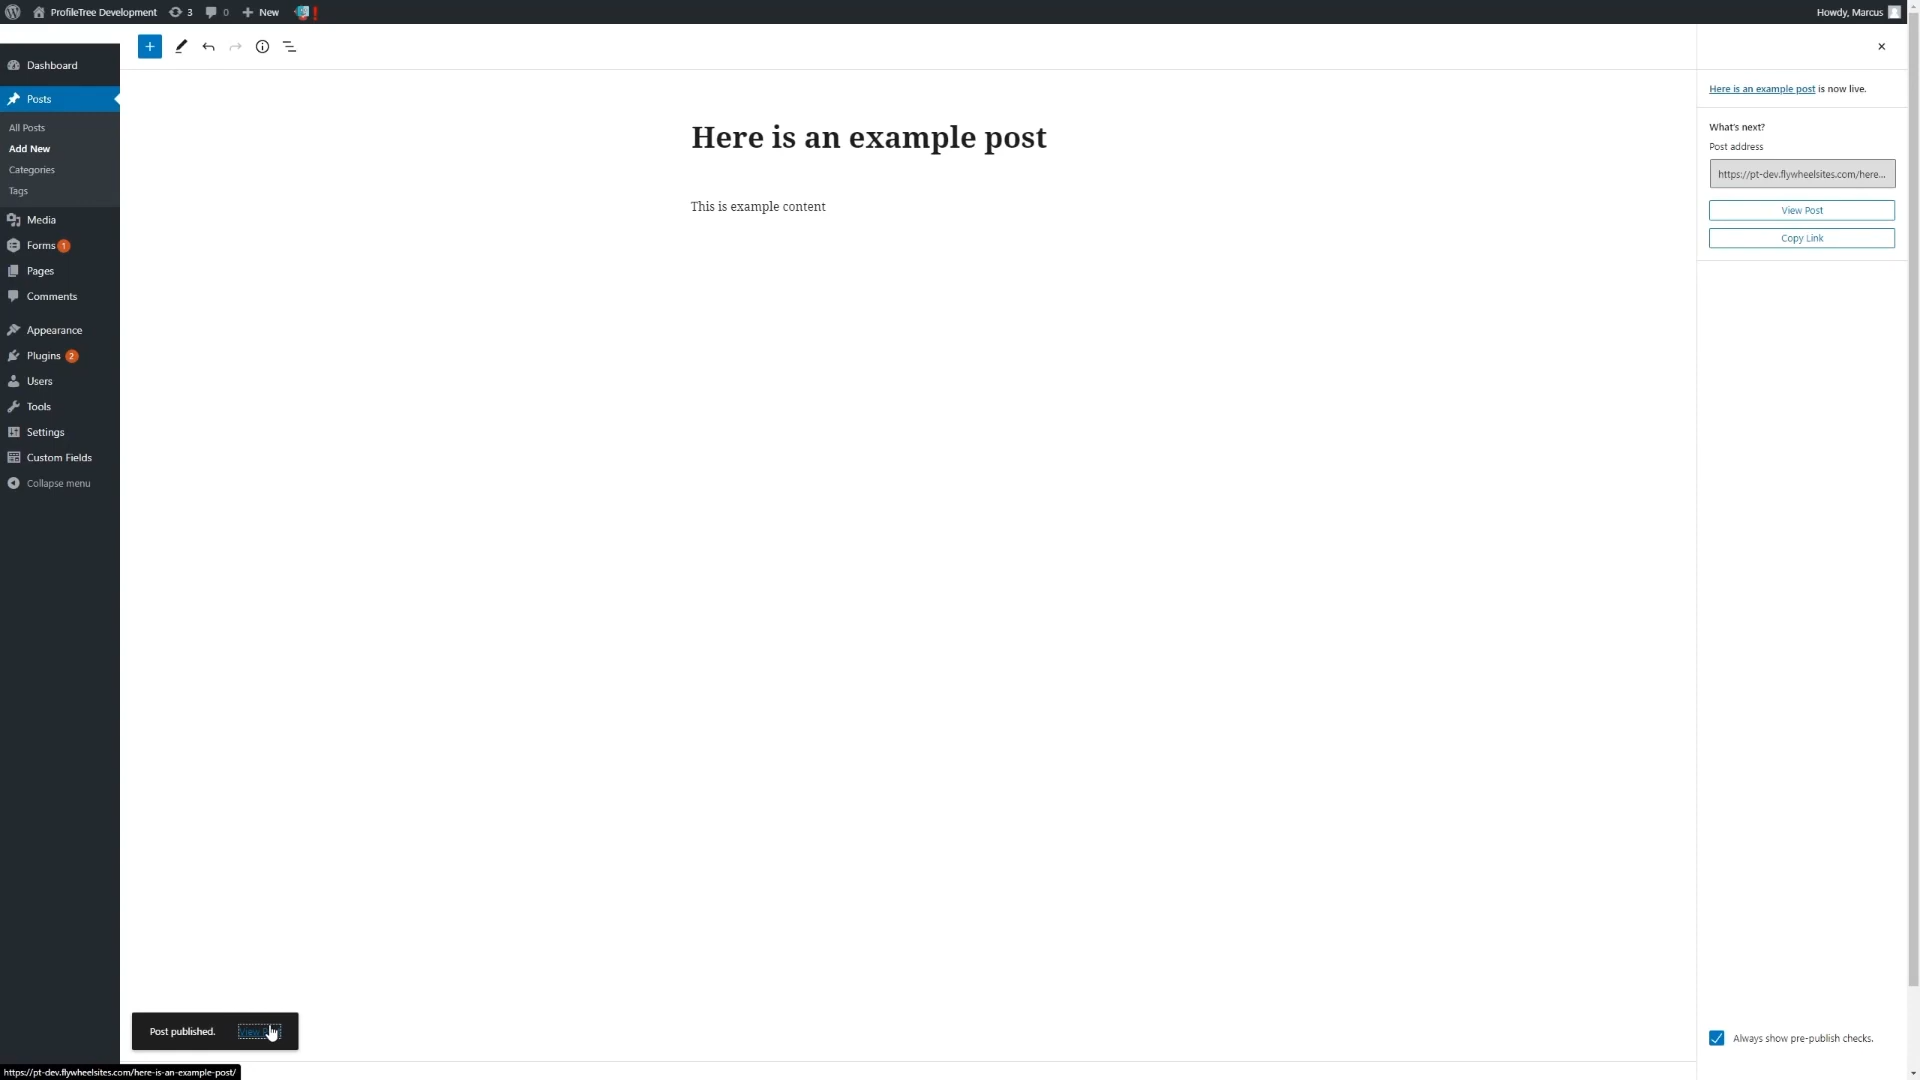 ProfileTree Development 3 0 New !
Howdy, Marcus
Dashboard
Posts
All Posts
Add New
Categories
Tags
Media
Forms 1
Pages
Comments
Appearance
Plugins 2
Users
Tools
Settings
Custom Fields
Collapse menu
Here is an example post
This is example content
Here is an example post is now live.
What's next?
Post address
https://pt-dev.flywheelsites.com/here...
View Post
Copy Link
Always show pre-publish checks.
Post published. View
https://pt-dev.flywheelsites.com/here-is-an-example-post/